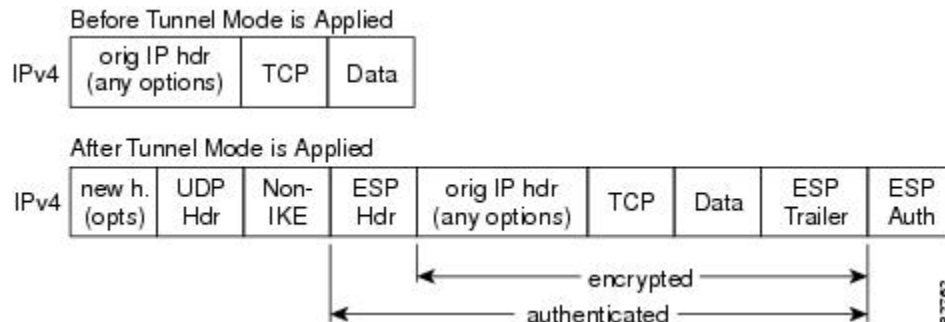 Before Tunnel Mode is Applied
IPv4 orig IP hdr (any options) TCP Data
After Tunnel Mode is Applied
IPv4 new h. (opts) UDP Hdr Non-IKE ESP Hdr orig IP hdr (any options) TCP Data ESP Trailer ESP Auth
encrypted
authenticated